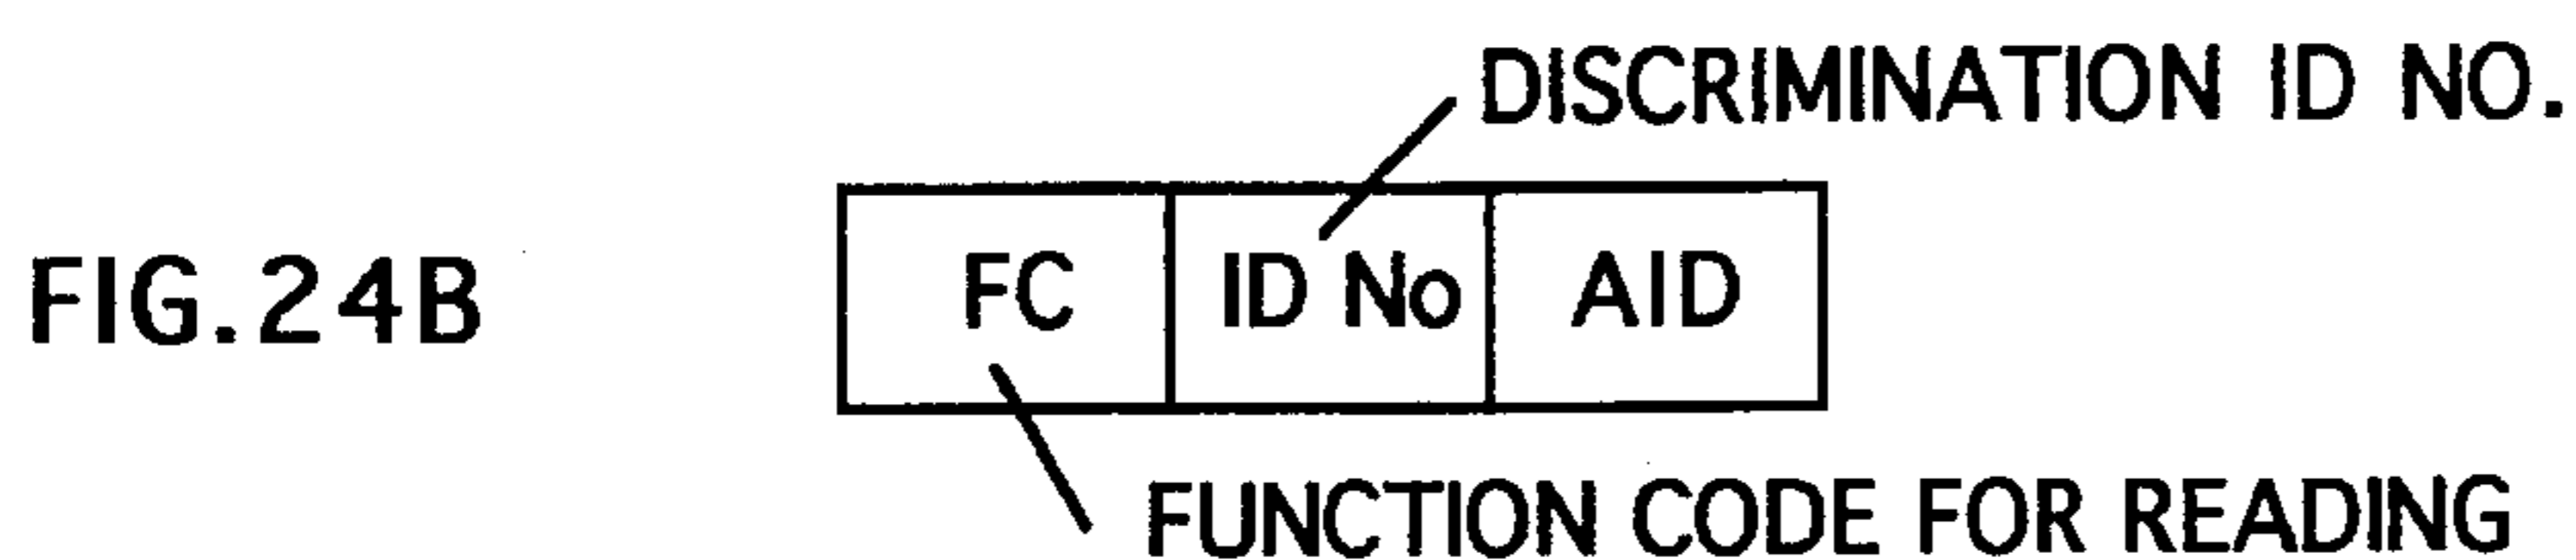 DISCRIMINATION ID NO.
FIG.24B
FC ID No AID
FUNCTION CODE FOR READING